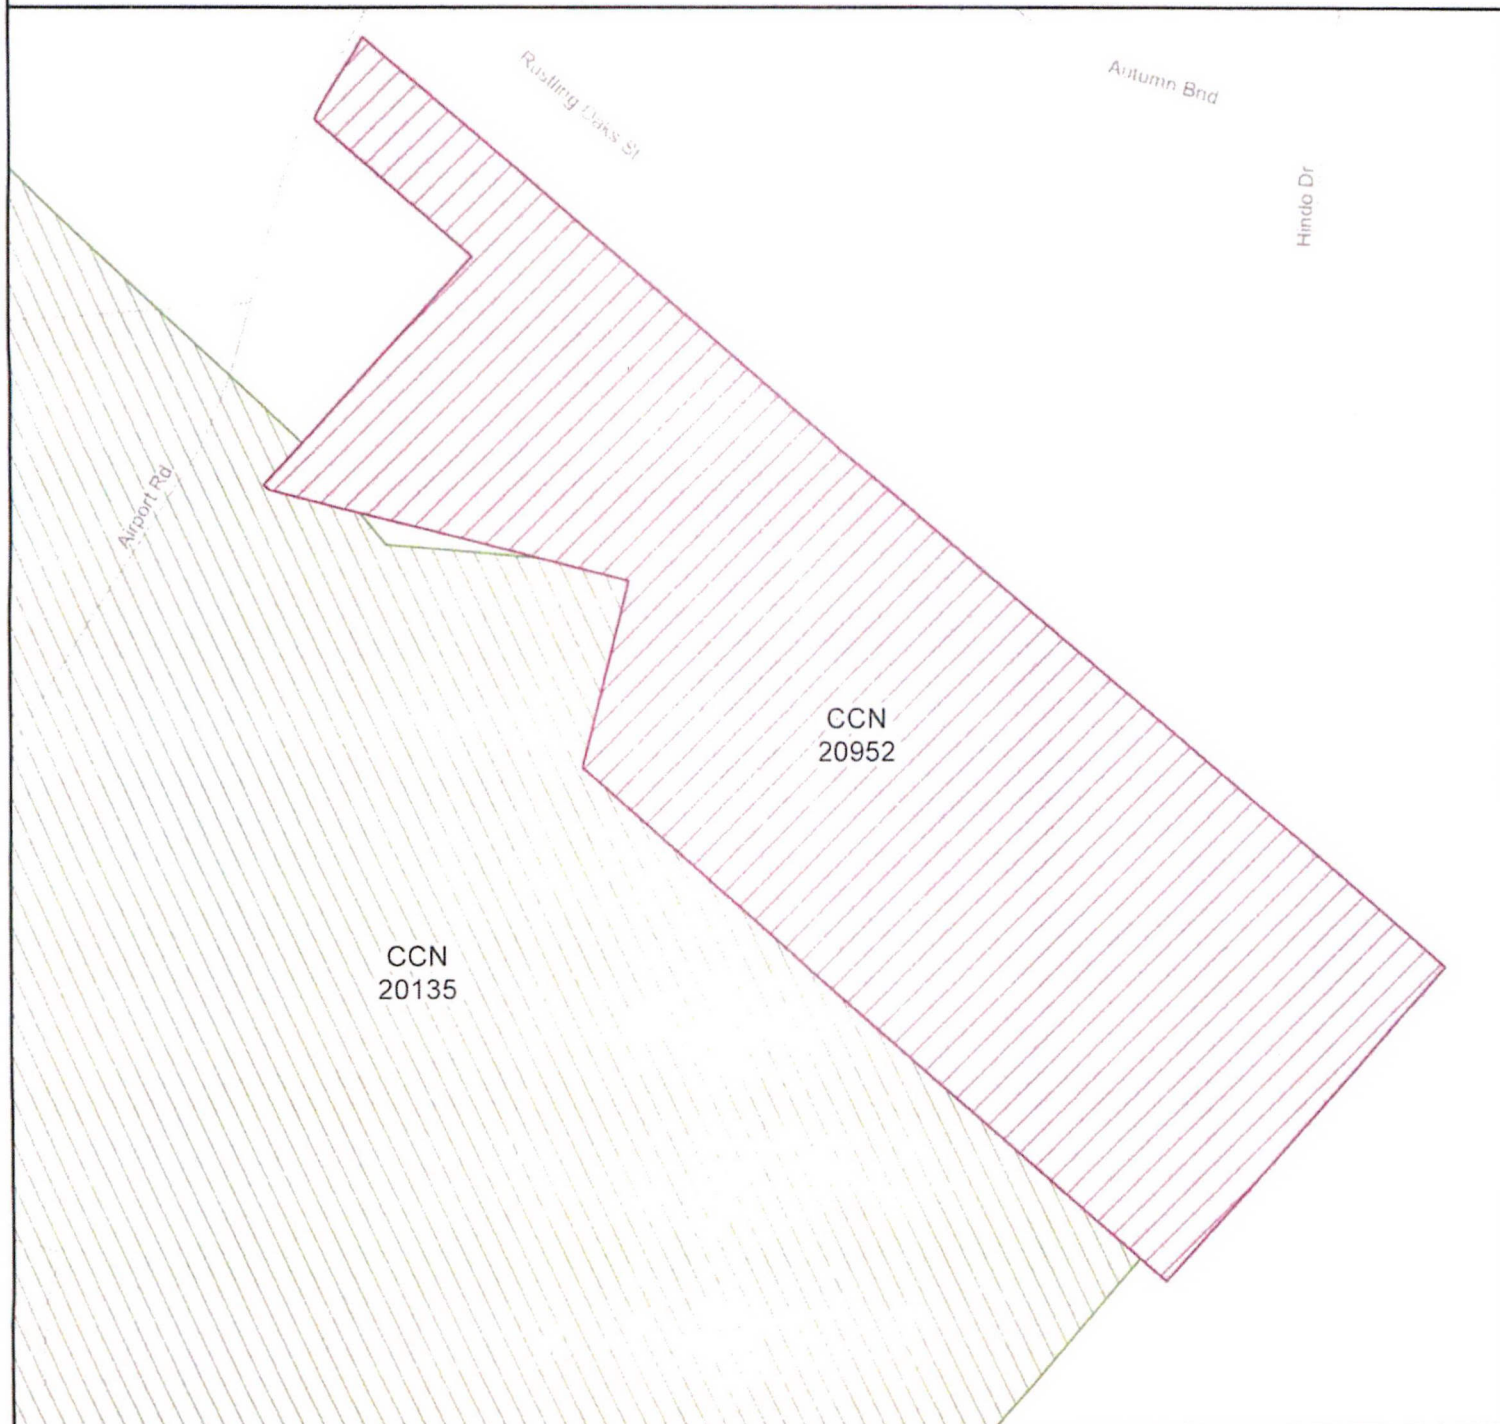 Rustling Oaks St
Autumn Bnd
Hindo Dr
Airport Rd
CCN
20952
CCN
20135